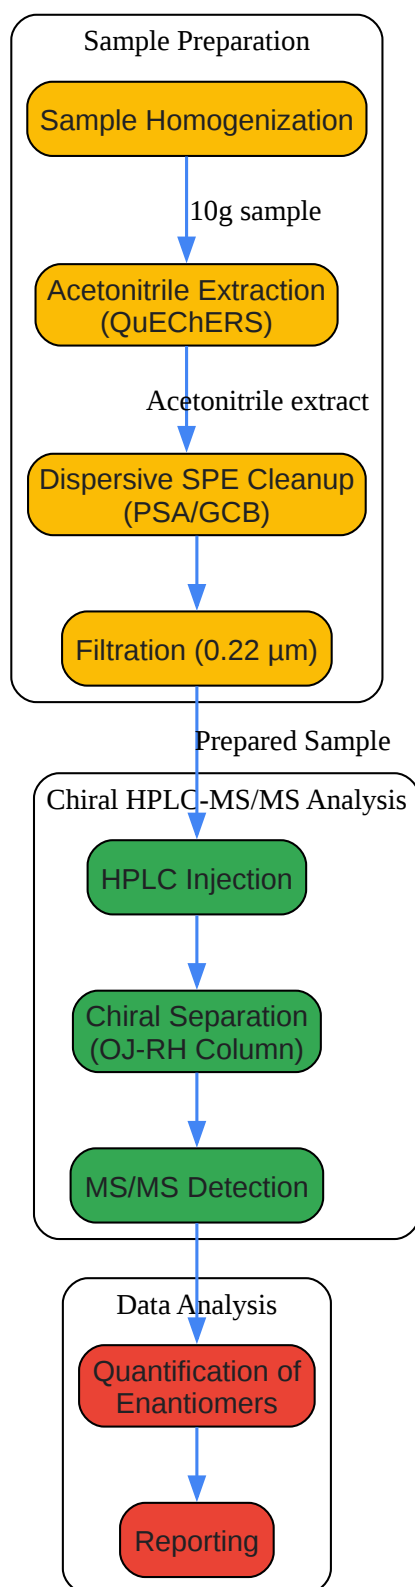 Sample Preparation
Sample Homogenization
10g sample
Acetonitrile Extraction
(QuEChERS)
Acetonitrile extract
Dispersive SPE Cleanup
(PSA/GCB)
Filtration (0.22 µm)
Prepared Sample
Chiral HPLC-MS/MS Analysis
HPLC Injection
Chiral Separation
(OJ-RH Column)
MS/MS Detection
Data Analysis
Quantification of
Enantiomers
Reporting